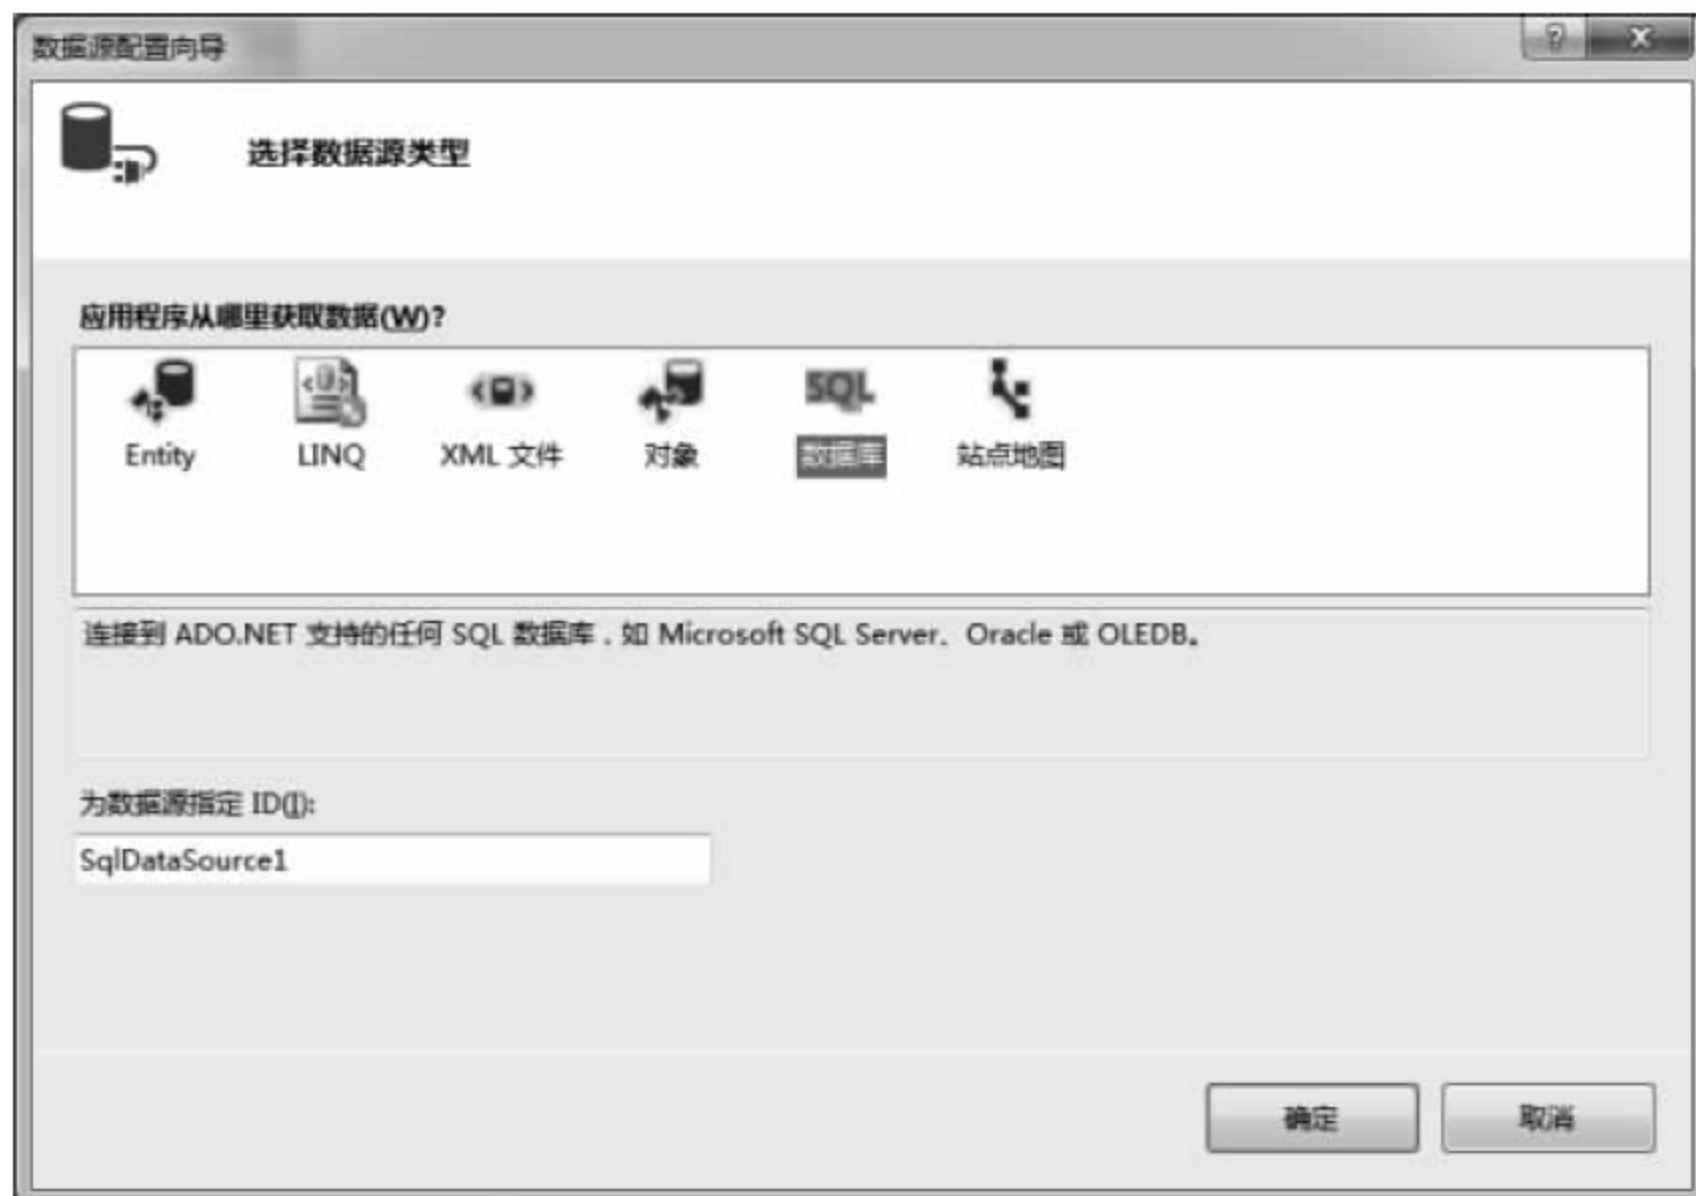 数据源配置向导
选择数据源类型
应用程序从哪里获取数据(W)?
SQL
Entity LINQ XML 文件 对象 数据库 站点地图
连接到 ADO.NET 支持的任何 SQL 数据库，如 Microsoft SQL Server、Oracle 或 OLEDB。
为数据源指定 ID(I):
SqlDataSource1
确定 取消